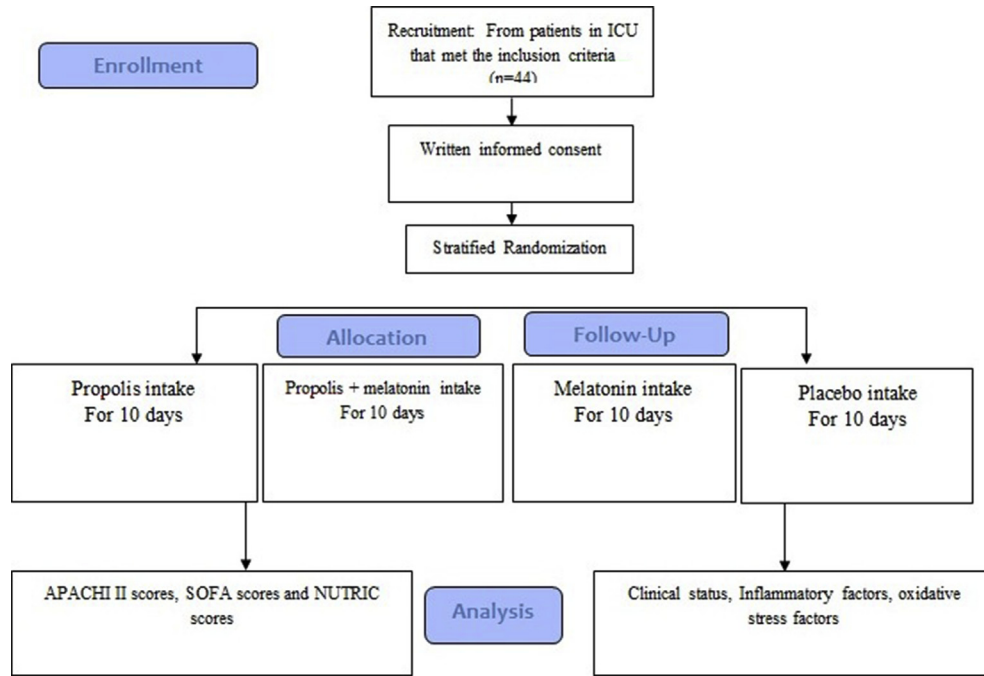 Enrollment
Recruitment: From patients in ICU
that met the inclusion criteria
(n=44)
Written informed consent
Stratified Randomization
Allocation
Follow-Up
Propolis intake
For 10 days
Propolis + melatonin intake
For 10 days
Melatonin intake
For 10 days
Placebo intake
For 10 days
APACHI II scores, SOFA scores and NUTRIC
scores
Analysis
Clinical status, Inflammatory factors, oxidative
stress factors